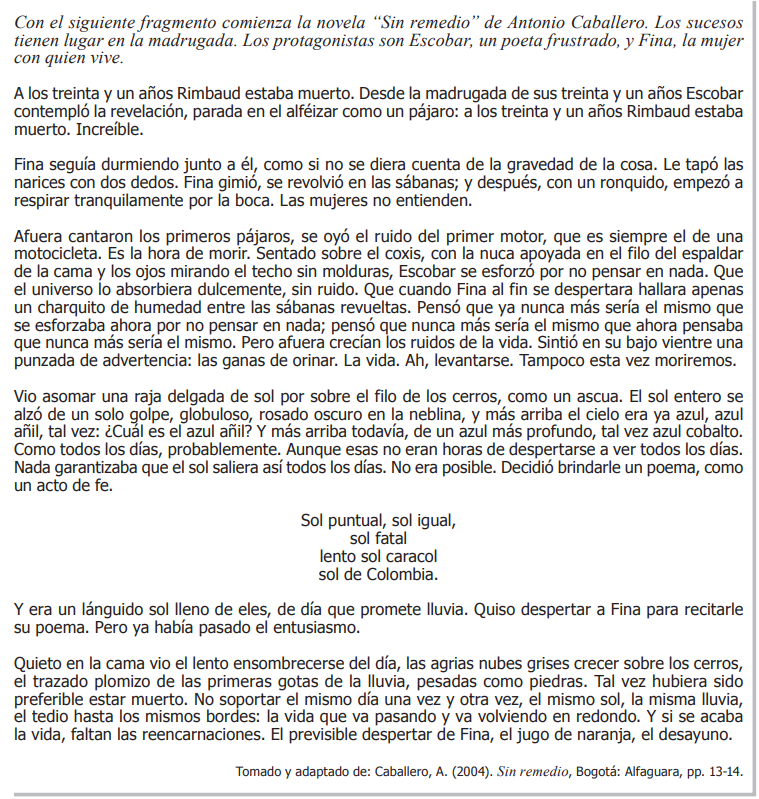 Con el siguiente fragmento comienza la novela “Sin remedio” de Antonio Caballero. Los sucesos
tienen lugar en la madrugada. Los protagonistas son Escobar, un poeta frustrado, y Fina, la mujer
con quien vive.
A los treinta y un años Rimbaud estaba muerto. Desde la madrugada de sus treinta y un años Escobar
contempló la revelación, parada en el alféizar como un pájaro: a los treinta y un años Rimbaud estaba
muerto. Increíble.
Fina seguía durmiendo junto a él, como si no se diera cuenta de la gravedad de la cosa. Le tapó las
narices con dos dedos. Fina gimió, se revolvió en las sábanas; y después, con un ronquido, empezó a
respirar tranquilamente por la boca. Las mujeres no entienden.
Afuera cantaron los primeros pájaros, se oyó el ruido del primer motor, que es siempre el de una
motocicleta. Es la hora de morir. Sentado sobre el coxis, con la nuca apoyada en el filo del espaldar
de la cama y los ojos mirando el techo sin molduras, Escobar se esforzó por no pensar en nada. Que
el universo lo absorbiera dulcemente, sin ruido. Que cuando Fina al fin se despertara hallara apenas
un charquito de humedad entre las sábanas revueltas. Pensó que ya nunca más sería el mismo que
se esforzaba ahora por no pensar en nada; pensó que nunca más sería el mismo que ahora pensaba
que nunca más sería el mismo. Pero afuera crecían los ruidos de la vida. Sintió en su bajo vientre una
punzada de advertencia: las ganas de orinar. La vida. Ah, levantarse. Tampoco esta vez moriremos.
Vio asomar una raja delgada de sol por sobre el filo de los cerros, como un ascua. El sol entero se
alzó de un solo golpe, globuloso, rosado oscuro en la neblina, y más arriba el cielo era ya azul, azul
añil, tal vez: ¿Cuál es el azul añil? Y más arriba todavía, de un azul más profundo, tal vez azul cobalto.
Como todos los días, probablemente. Aunque esas no eran horas de despertarse a ver todos los días.
Nada garantizaba que el sol saliera así todos los días. No era posible. Decidió brindarle un poema, como
un acto de fe.
Sol puntual, sol igual,
sol fatal
lento sol caracol
sol de Colombia.
Y era un lánguido sol lleno de eles, de día que promete lluvia. Quiso despertar a Fina para recitarle
su poema. Pero ya había pasado el entusiasmo.
Quieto en la cama vio el lento ensombrecerse del día, las agrias nubes grises crecer sobre los cerros,
el trazado plomizo de las primeras gotas de la lluvia, pesadas como piedras. Tal vez hubiera sido
preferible estar muerto. No soportar el mismo día una vez y otra vez, el mismo sol, la misma lluvia,
el tedio hasta los mismos bordes: la vida que va pasando y va volviendo en redondo. Y si se acaba
la vida, faltan las reencarnaciones. El previsible despertar de Fina, el jugo de naranja, el desayuno.
Tomado y adaptado de: Caballero, A. (2004). Sin remedio, Bogotá: Alfaguara, pp. 13-14.